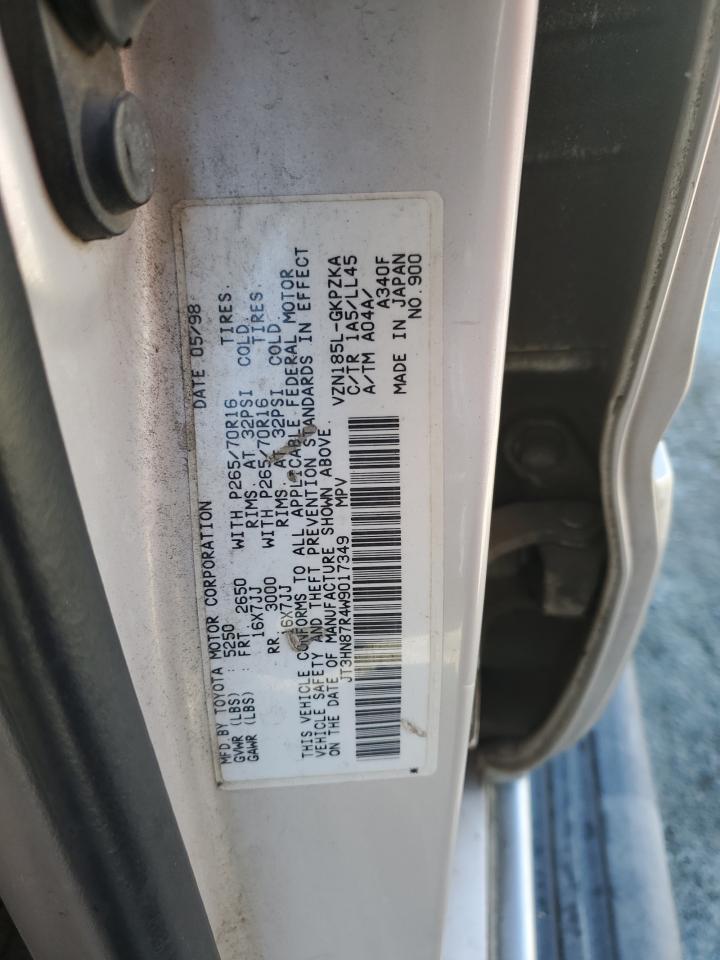 MFD. BY TOYOTA MOTOR CORPORATION DATE 05/98
GVWR (LBS) : 5250
GAWR (LBS) FRT. 2650 WITH P265/70R16 TIRES.
16X7JJ RIMS. AT 32PSI COLD.
RR. 3000 WITH P265/70R16 TIRES
16X7JJ RIMS. AT 32PSI COLD
THIS VEHICLE CONFORMS TO ALL APPLICABLE FEDERAL MOTOR
VEHICLE SAFETY AND THEFT PREVENTION STANDARDS IN EFFECT
ON THE DATE OF MANUFACTURE SHOWN ABOVE.
JT3HN87R4W9017349 MPV
VZN185L-GKPZKA
C/TR 1A5/LL45
A/TM A04A/
A340F
MADE IN JAPAN
NO.900